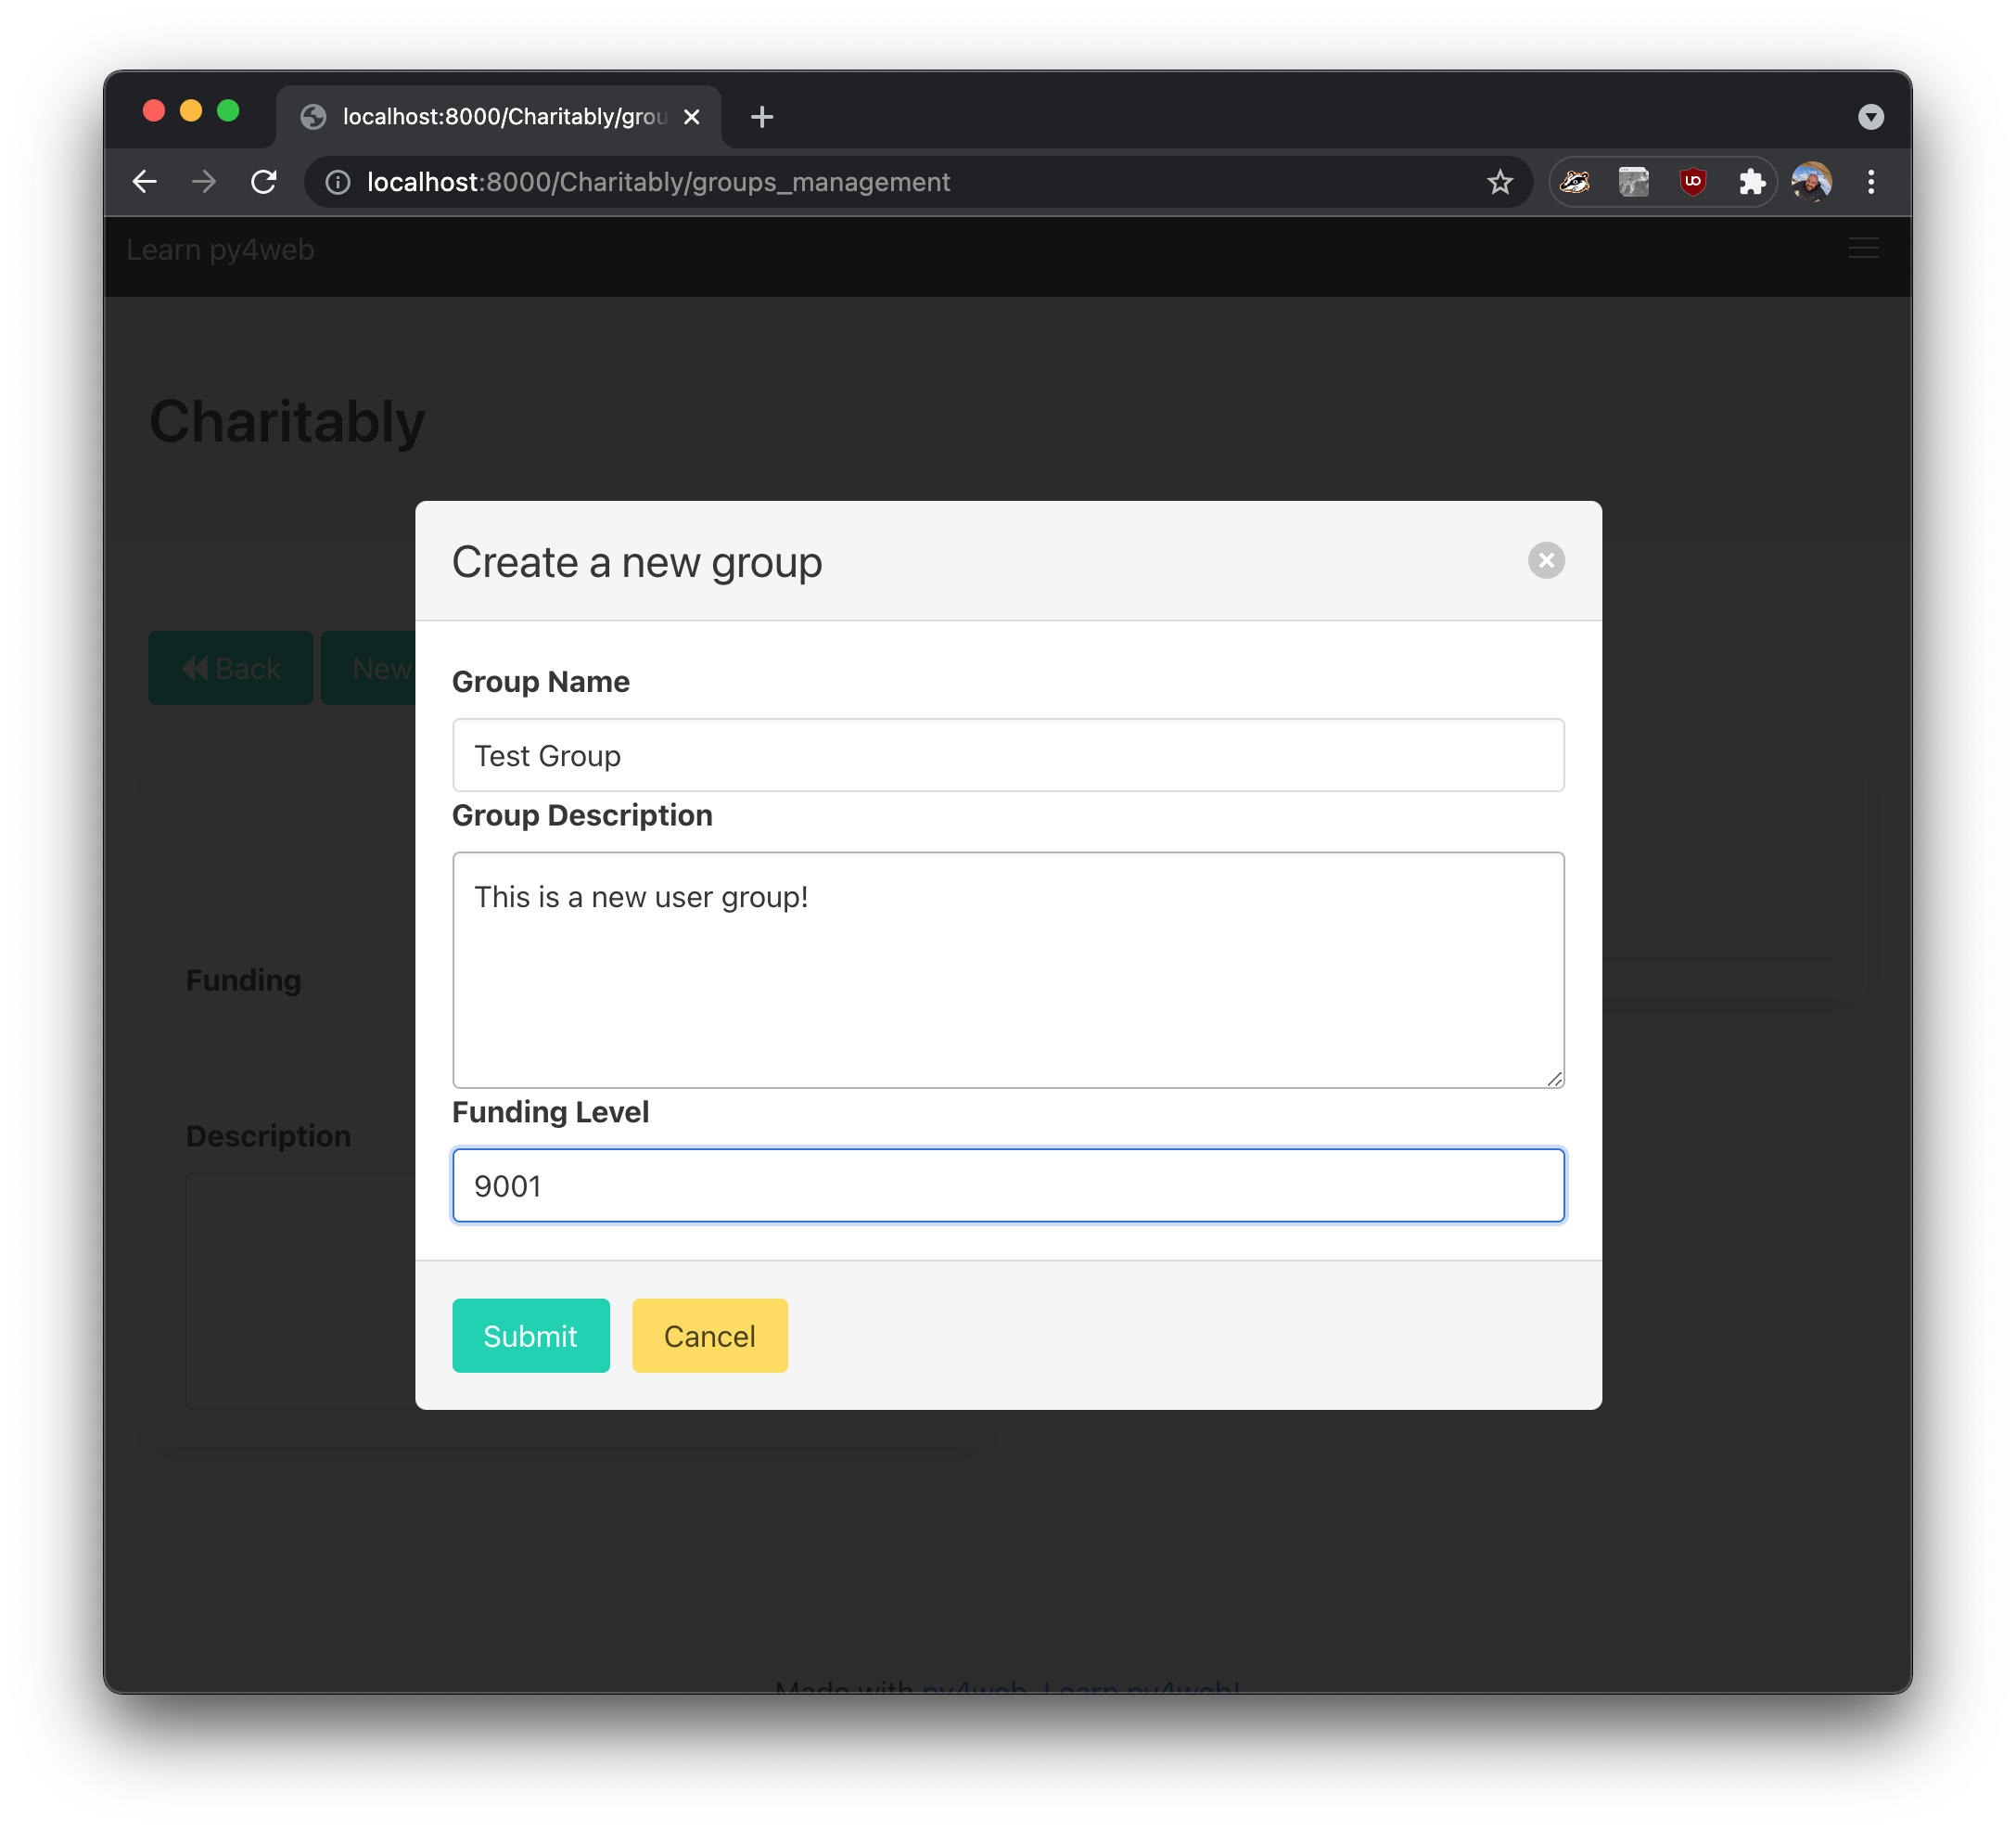 localhost:8000/Charitably/grou
localhost:8000/Charitably/groups_management
Learn py4web
Charitably
Back
New
Create a new group
Group Name
Test Group
Group Description
This is a new user group!
Funding
Funding Level
Description
9001
Submit
Cancel
Made with py4web. Learn py4web!